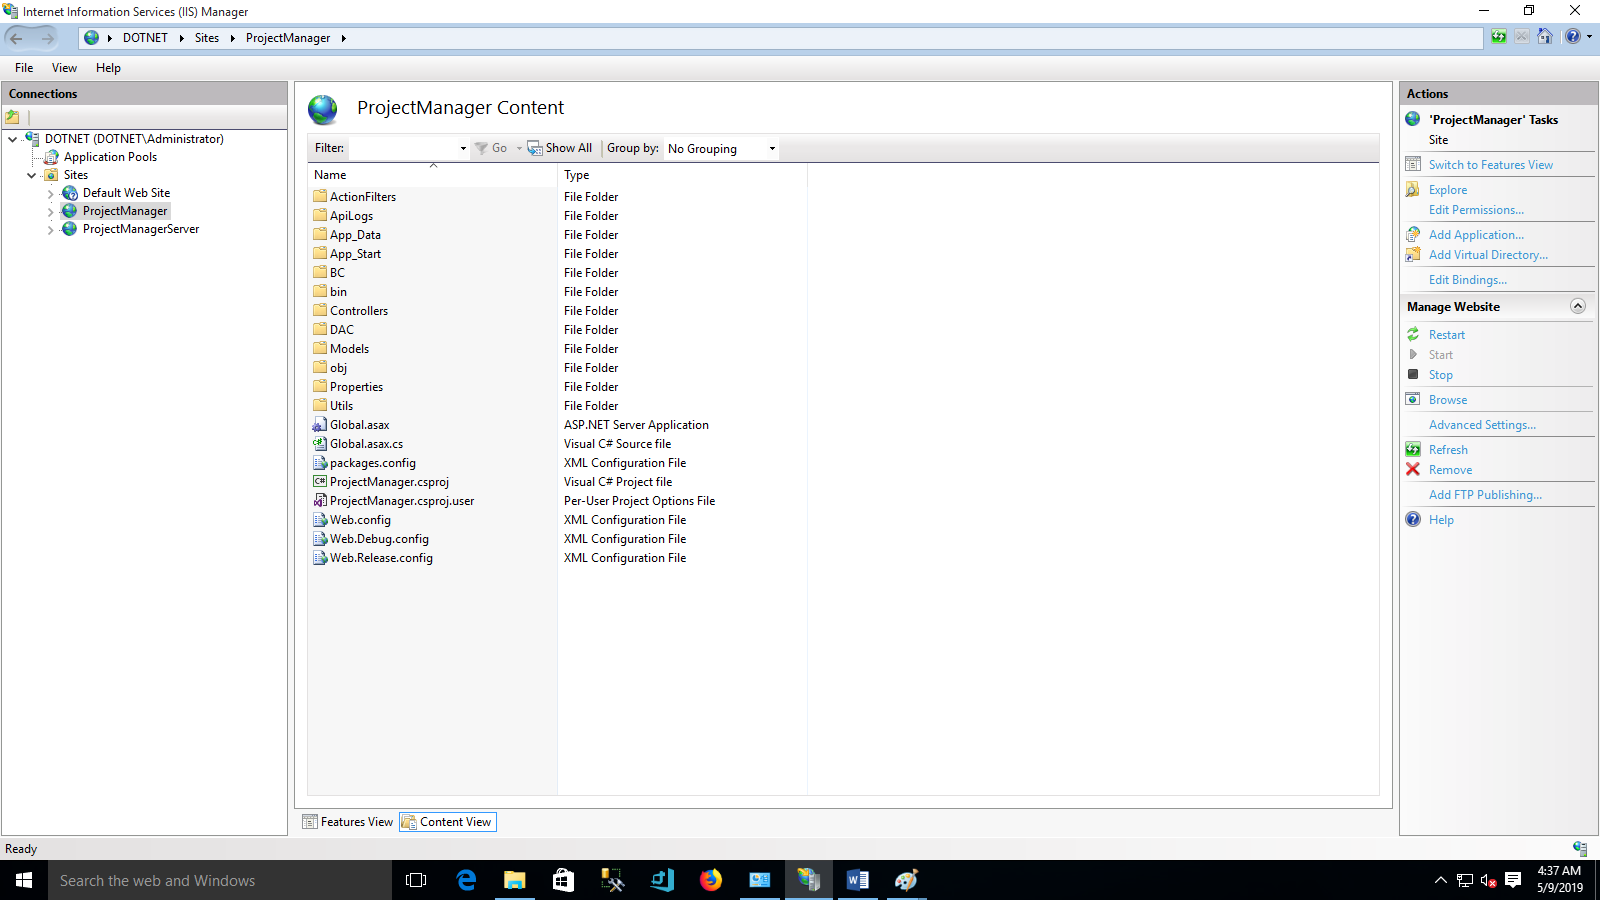 Internet Information Services (IIS) Manager
DOTNET Sites ProjectManager
File View Help
Connections
DOTNET (DOTNET\Administrator)
Application Pools
Sites
Default Web Site
ProjectManager
ProjectManagerServer
ProjectManager Content
Filter: Go Show All Group by: No Grouping
Name Type
ActionFilters File Folder
ApiLogs File Folder
App_Data File Folder
App_Start File Folder
BC File Folder
bin File Folder
Controllers File Folder
DAC File Folder
Models File Folder
obj File Folder
Properties File Folder
Utils File Folder
Global.asax ASP.NET Server Application
Global.asax.cs Visual C# Source file
packages.config XML Configuration File
ProjectManager.csproj Visual C# Project file
ProjectManager.csproj.user Per-User Project Options File
Web.config XML Configuration File
Web.Debug.config XML Configuration File
Web.Release.config XML Configuration File
Features View Content View
Actions
'ProjectManager' Tasks
Site
Switch to Features View
Explore
Edit Permissions...
Add Application...
Add Virtual Directory...
Edit Bindings...
Manage Website
Restart
Start
Stop
Browse
Advanced Settings...
Refresh
Remove
Add FTP Publishing...
Help
Ready
Search the web and Windows
4:37 AM
5/9/2019